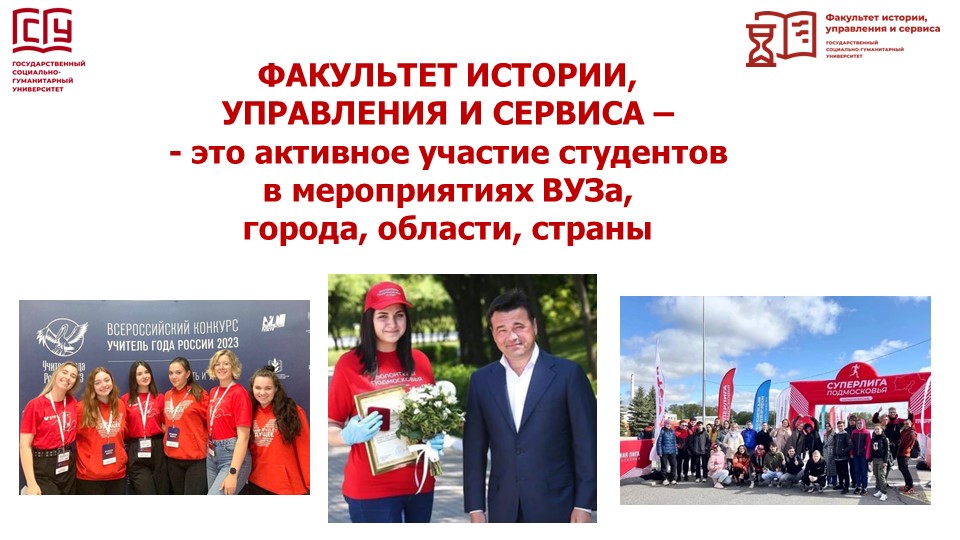 ГОСУДАРСТВЕННЫЙ
СОЦИАЛЬНО-
ГУМАНИТАРНЫЙ
УНИВЕРСИТЕТ
Факультет истории,
управления и сервиса
ГОСУДАРСТВЕННЫЙ
СОЦИАЛЬНО-ГУМАНИТАРНЫЙ
УНИВЕРСИТЕТ
ФАКУЛЬТЕТ ИСТОРИИ,
УПРАВЛЕНИЯ И СЕРВИСА –
- это активное участие студентов
в мероприятиях ВУЗа,
города, области, страны
ВСЕРОССИЙСКИЙ КОНКУРС
УЧИТЕЛЬ ГОДА РОССИИ 2023
СУПЕРЛИГА
ПОДМОСКОВЬЯ